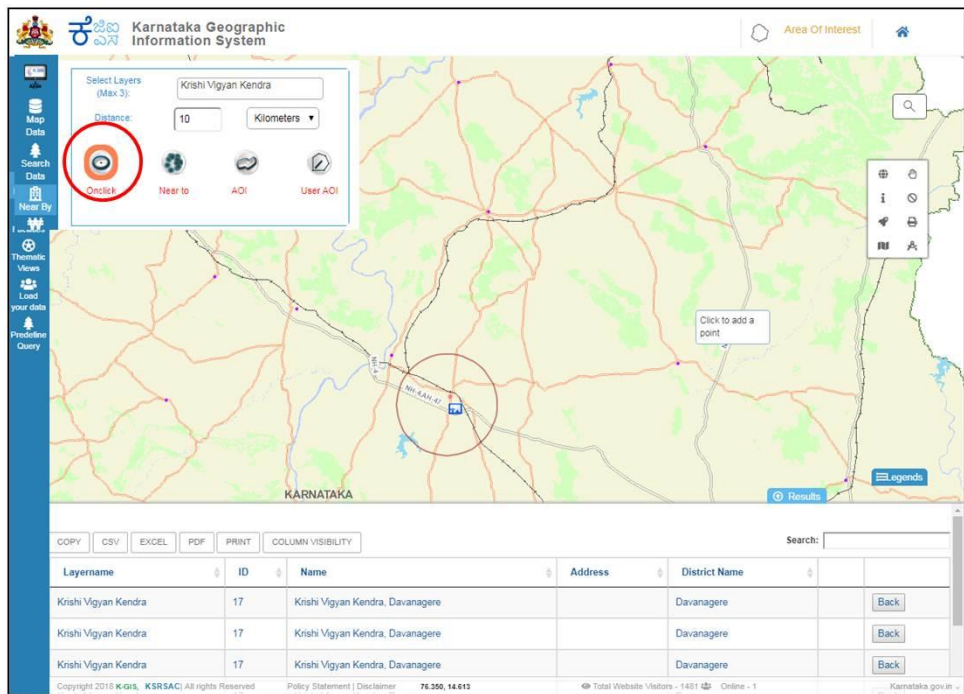 ಕೆ ಜಿಐ
ಎಸ್
Karnataka Geographic
Information System
Area Of Interest
Map
Data
Search
Data
Near By
Thematic
Views
Load
your data
Predefine
Query
Select Layers
(Max 3):
Krishi Vigyan Kendra
Distance:
10
Kilometers
Onclick
Near to
AOI
User AOI
Click to add a
point
NH-4
NH-4,AH-47
KARNATAKA
Legends
Results
COPY CSV EXCEL PDF PRINT COLUMN VISIBILITY
Search:
Layername ID Name Address District Name
Krishi Vigyan Kendra 17 Krishi Vigyan Kendra, Davanagere Davanagere Back
Krishi Vigyan Kendra 17 Krishi Vigyan Kendra, Davanagere Davanagere Back
Krishi Vigyan Kendra 17 Krishi Vigyan Kendra, Davanagere Davanagere Back
Copyright 2018 K-GIS, KSRSAC| All rights Reserved Policy Statement | Disclaimer 76.350, 14.613 Total Website Visitors - 1481 Online - 1 Karnataka.gov.in